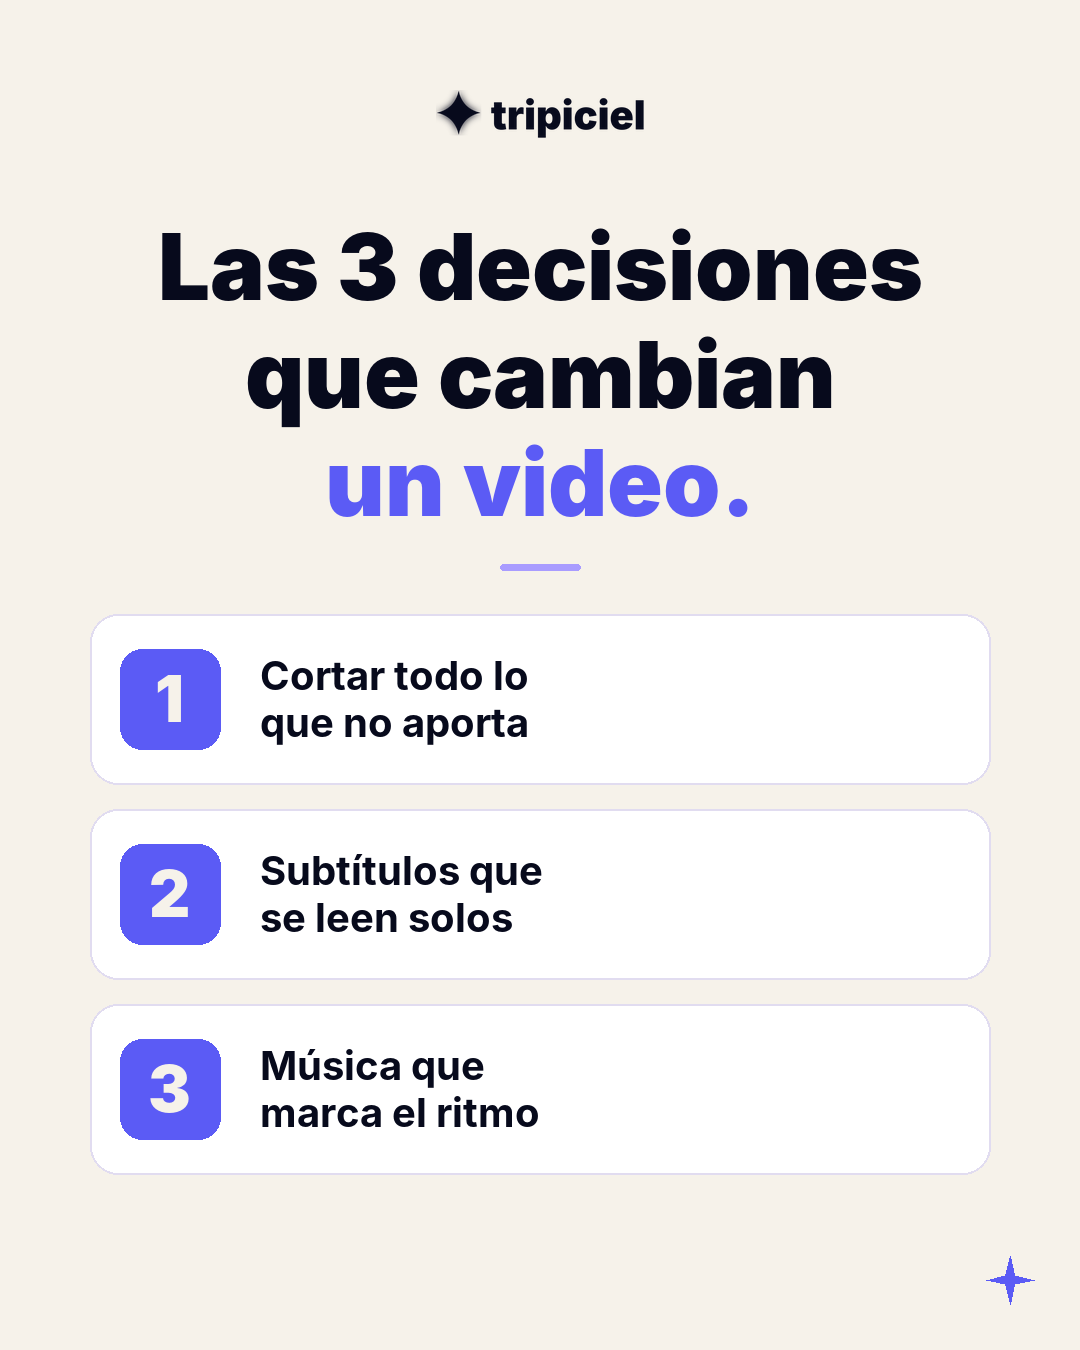 tripiciel
Las 3 decisiones
que cambian
un video.
1
Cortar todo lo
que no aporta
2
Subtítulos que
se leen solos
3
Música que
marca el ritmo